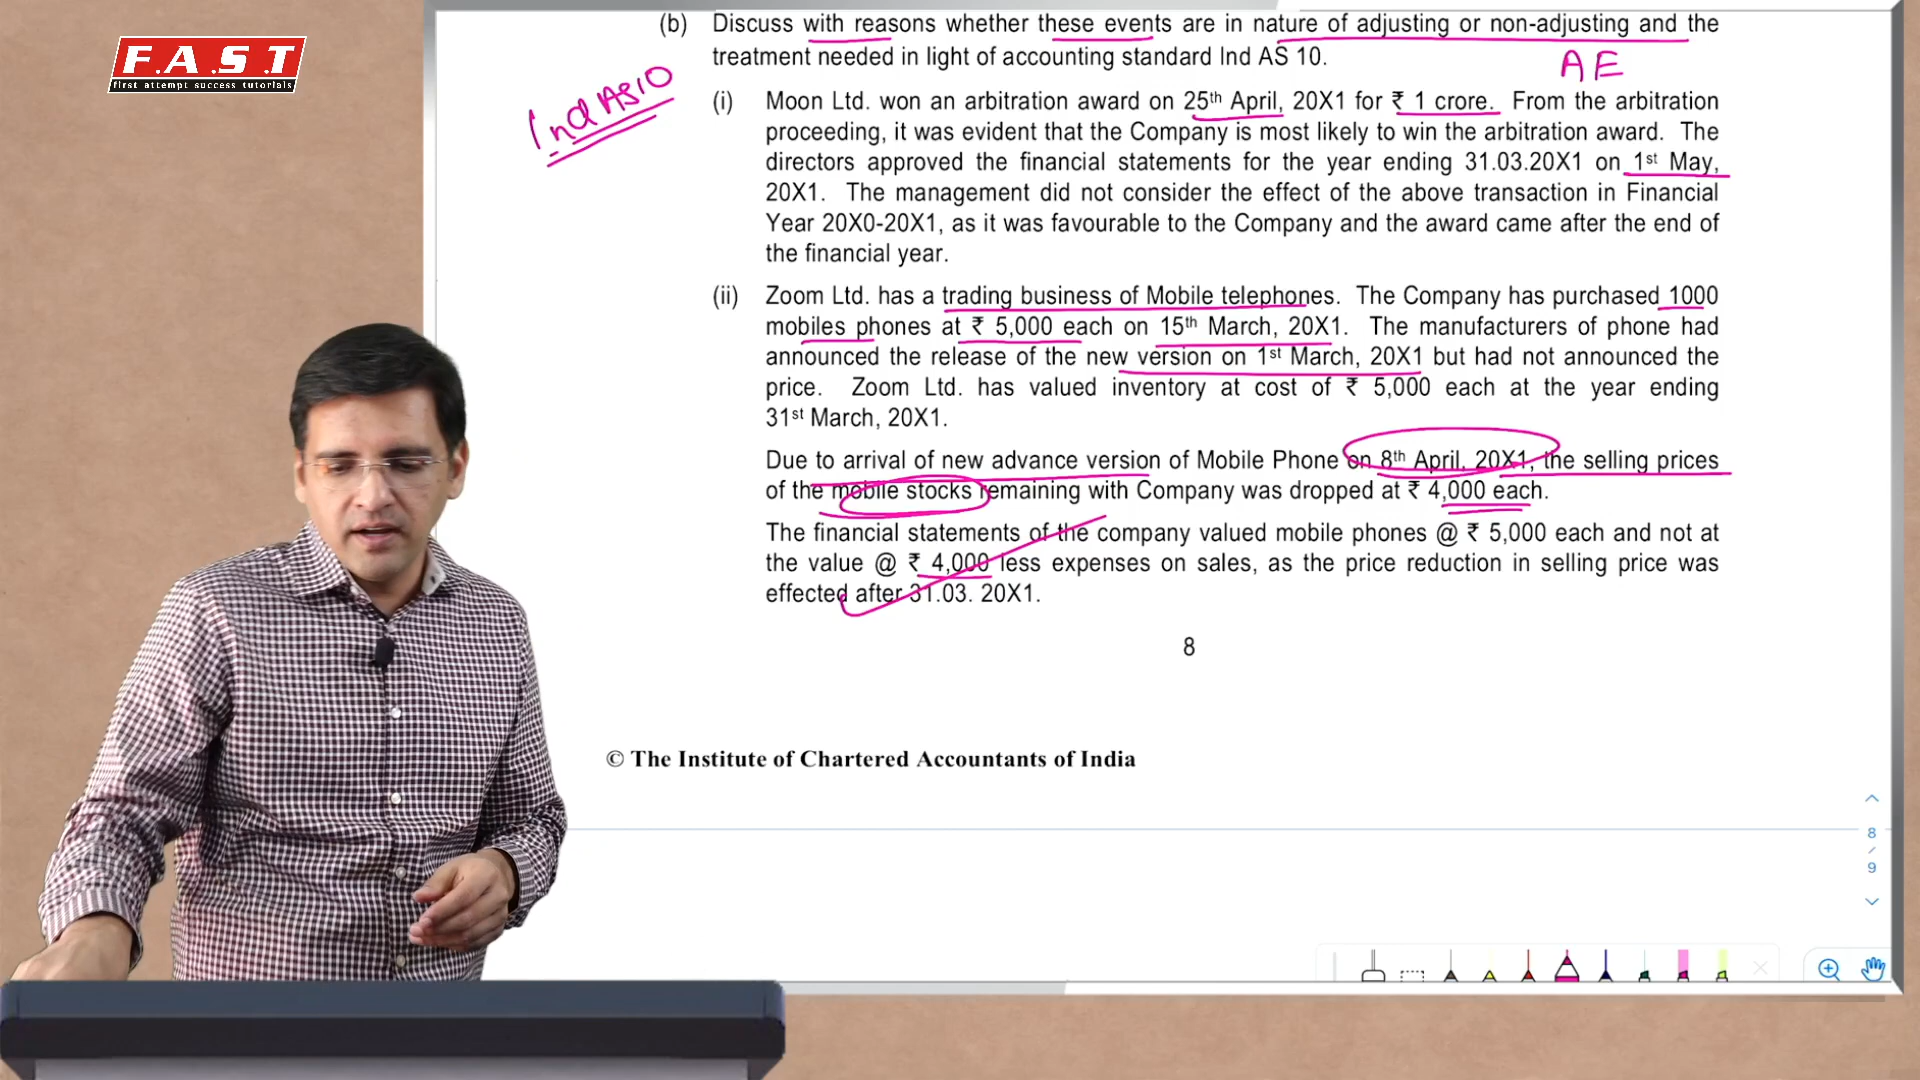 F.A.S.T
first attempt success tutorials
(b) Discuss with reasons whether these events are in nature of adjusting or non-adjusting and the
treatment needed in light of accounting standard Ind AS 10.
AE
Ind AS10
(i) Moon Ltd. won an arbitration award on 25th April, 20X1 for ₹ 1 crore. From the arbitration
proceeding, it was evident that the Company is most likely to win the arbitration award. The
directors approved the financial statements for the year ending 31.03.20X1 on 1st May,
20X1. The management did not consider the effect of the above transaction in Financial
Year 20X0-20X1, as it was favourable to the Company and the award came after the end of
the financial year.
(ii) Zoom Ltd. has a trading business of Mobile telephones. The Company has purchased 1000
mobiles phones at ₹ 5,000 each on 15th March, 20X1. The manufacturers of phone had
announced the release of the new version on 1st March, 20X1 but had not announced the
price. Zoom Ltd. has valued inventory at cost of ₹ 5,000 each at the year ending
31st March, 20X1.
Due to arrival of new advance version of Mobile Phone on 8th April, 20X1, the selling prices
of the mobile stocks remaining with Company was dropped at ₹ 4,000 each.
The financial statements of the company valued mobile phones @ ₹ 5,000 each and not at
the value @ ₹ 4,000 less expenses on sales, as the price reduction in selling price was
effected after 31.03. 20X1.
8
© The Institute of Chartered Accountants of India
8
/
9